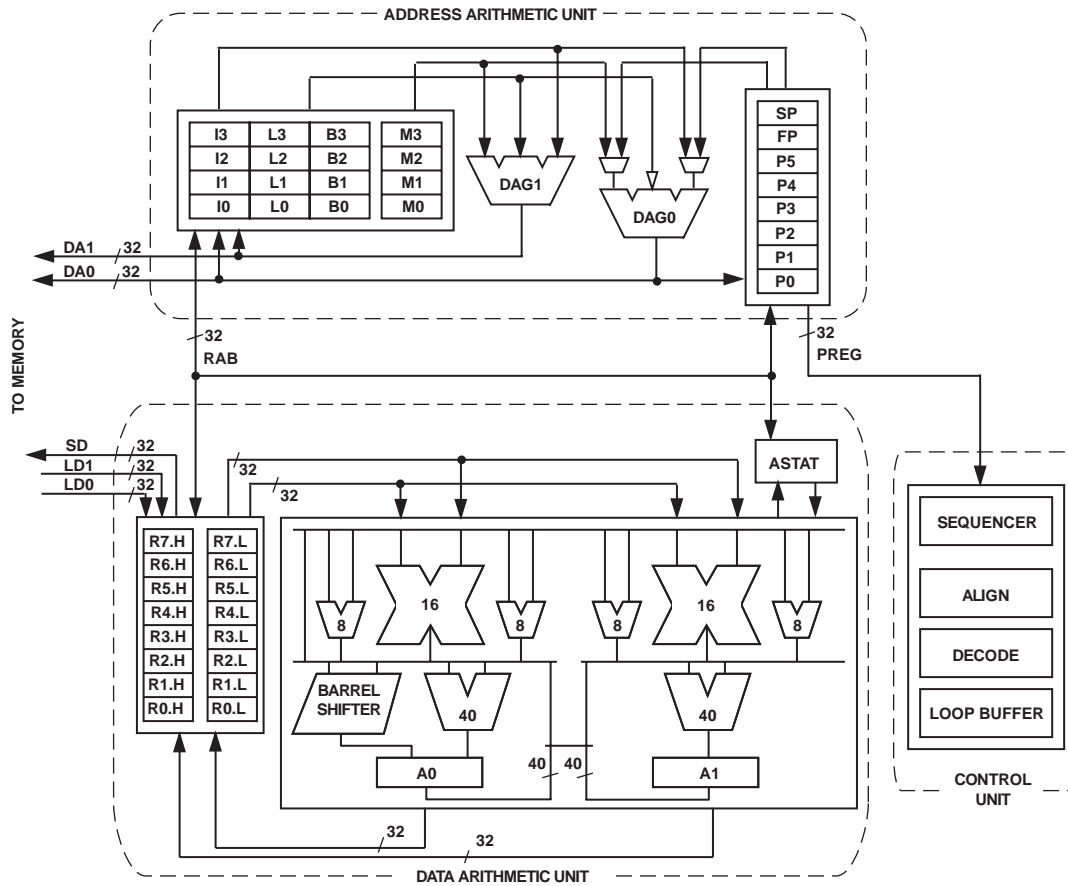 ADDRESS ARITHMETIC UNIT
I3 L3 B3 M3
I2 L2 B2 M2
I1 L1 B1 M1
I0 L0 B0 M0
DAG1
DAG0
SP
FP
P5
P4
P3
P2
P1
P0
DA1 32
DA0 32
TO MEMORY
32
RAB
32
PREG
SD 32
LD1 32
LD0 32
32
32
ASTAT
R7.H R7.L
R6.H R6.L
R5.H R5.L
R4.H R4.L
R3.H R3.L
R2.H R2.L
R1.H R1.L
R0.H R0.L
8 16 8 8 16 8
BARREL
SHIFTER
40
40
A0
40 40
A1
32
32
DATA ARITHMETIC UNIT
SEQUENCER
ALIGN
DECODE
LOOP BUFFER
CONTROL
UNIT